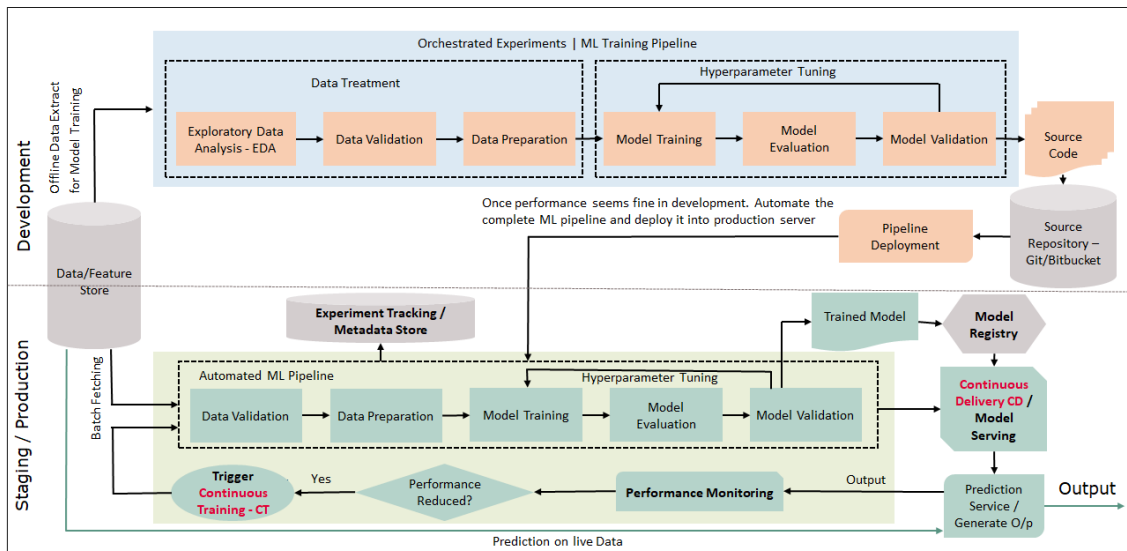 Orchestrated Experiments | ML Training Pipeline
Offline Data Extract
for Model Training
Data Treatment
Hyperparameter Tuning
Exploratory Data
Analysis - EDA
Data Validation
Data Preparation
Model Training
Model
Evaluation
Model Validation
Source
Code
Development
Once performance seems fine in development. Automate the
complete ML pipeline and deploy it into production server
Pipeline
Deployment
Source
Repository –
Git/Bitbucket
Data/Feature
Store
Staging / Production
Experiment Tracking /
Metadata Store
Trained Model
Model
Registry
Batch Fetching
Automated ML Pipeline
Hyperparameter Tuning
Data Validation
Data Preparation
Model Training
Model
Evaluation
Model Validation
Continuous
Delivery CD /
Model
Serving
Trigger
Continuous
Training - CT
Yes
Performance
Reduced?
Performance Monitoring
Output
Prediction
Service /
Generate O/p
Output
Prediction on live Data